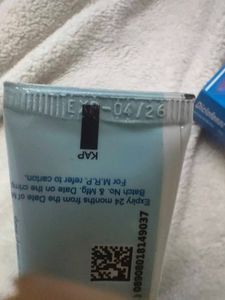 EXP-04/26
Expiry 24 months from the Date of M
Batch No. & Mfg. Date on the crimp
For M.R.P. refer to carton.
KAP
08908018149037